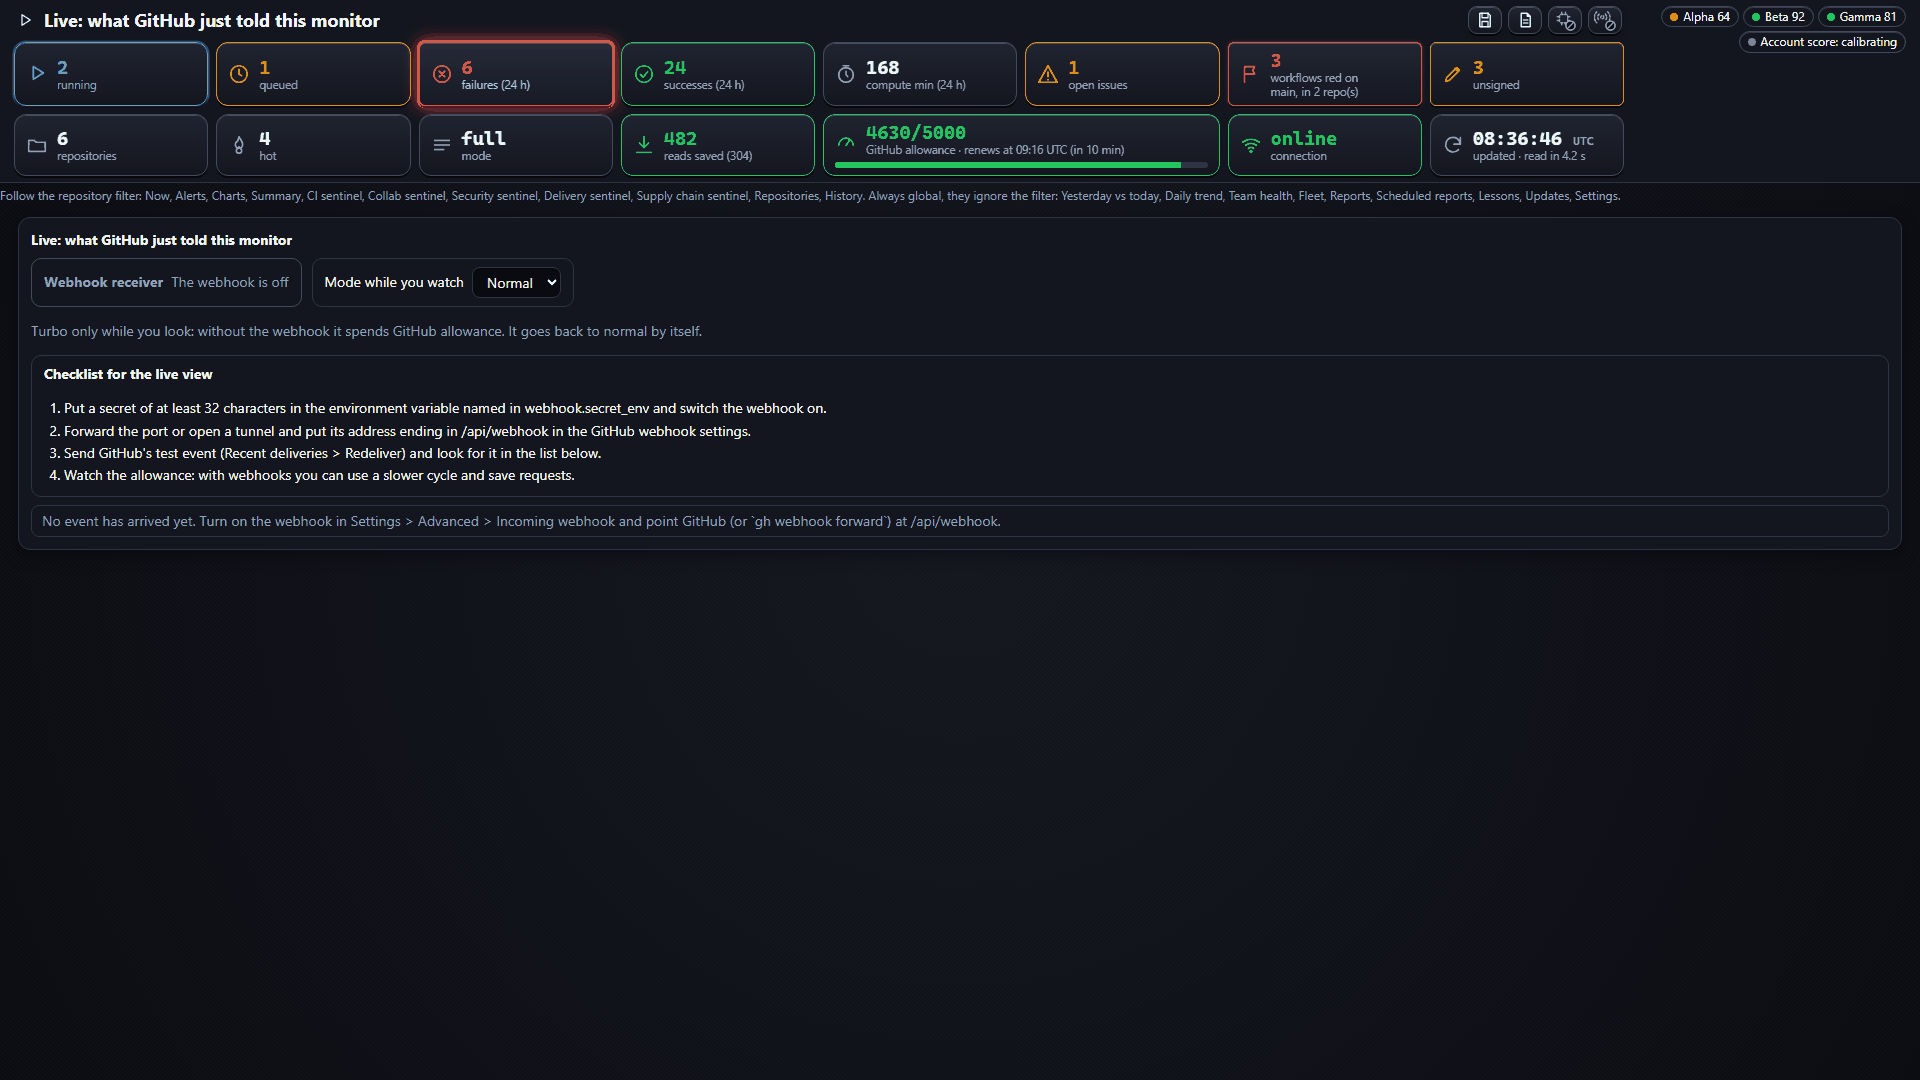 Live: what GitHub just told this monitor
Alpha 64
Beta 92
Gamma 81
Account score: calibrating
2
running
1
queued
6
failures (24 h)
24
successes (24 h)
168
compute min (24 h)
1
open issues
3
workflows red on
main, in 2 repo(s)
3
unsigned
6
repositories
4
hot
full
mode
482
reads saved (304)
4630/5000
GitHub allowance · renews at 09:16 UTC (in 10 min)
online
connection
08:36:46 UTC
updated · read in 4.2 s
Follow the repository filter: Now, Alerts, Charts, Summary, CI sentinel, Collab sentinel, Security sentinel, Delivery sentinel, Supply chain sentinel, Repositories, History. Always global, they ignore the filter: Yesterday vs today, Daily trend, Team health, Fleet, Reports, Scheduled reports, Lessons, Updates, Settings.
Live: what GitHub just told this monitor
Webhook receiver The webhook is off
Mode while you watch Normal
Turbo only while you look: without the webhook it spends GitHub allowance. It goes back to normal by itself.
Checklist for the live view
1. Put a secret of at least 32 characters in the environment variable named in webhook.secret_env and switch the webhook on.
2. Forward the port or open a tunnel and put its address ending in /api/webhook in the GitHub webhook settings.
3. Send GitHub's test event (Recent deliveries > Redeliver) and look for it in the list below.
4. Watch the allowance: with webhooks you can use a slower cycle and save requests.
No event has arrived yet. Turn on the webhook in Settings > Advanced > Incoming webhook and point GitHub (or `gh webhook forward`) at /api/webhook.